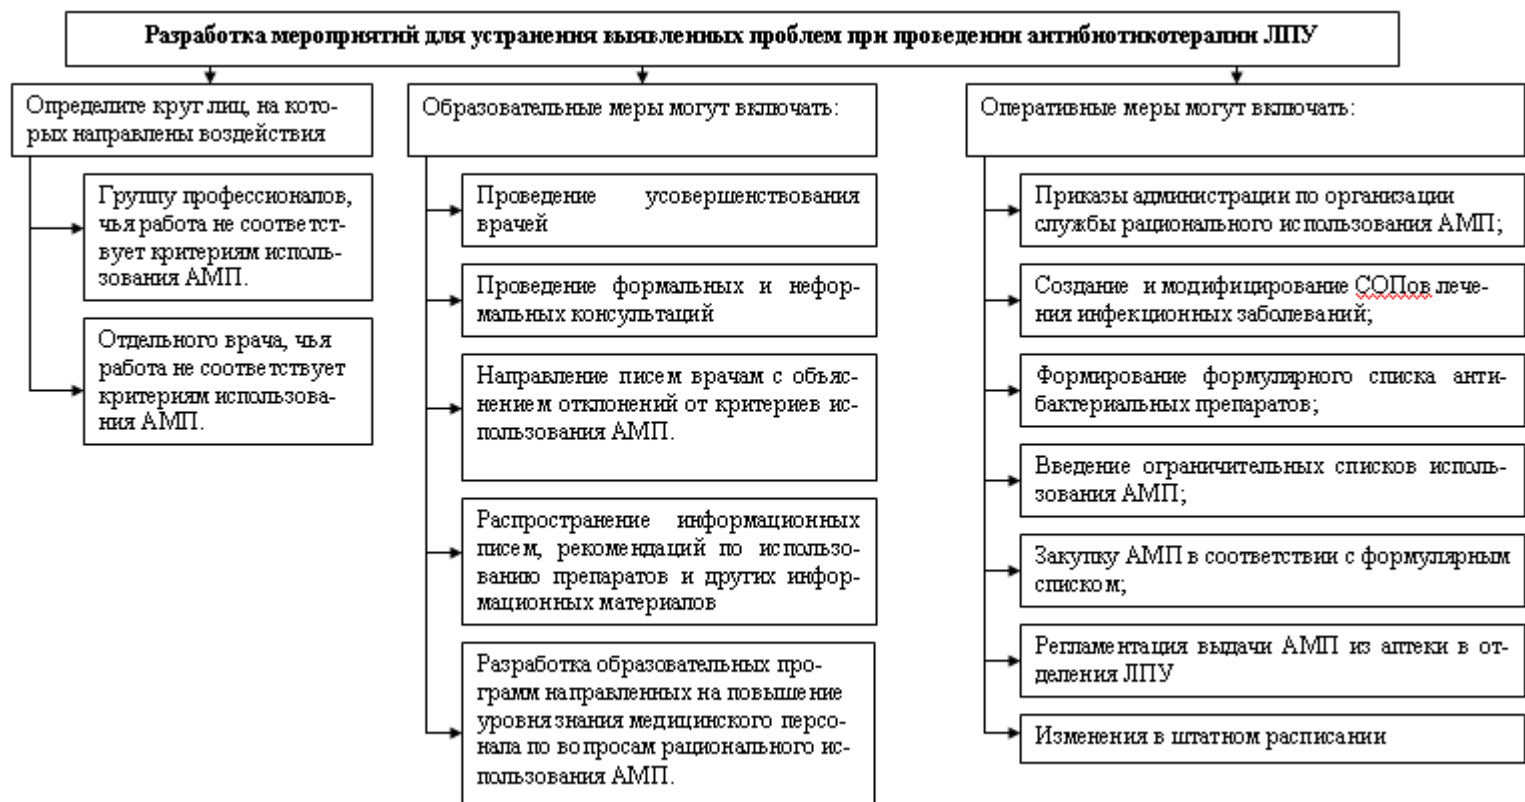 Разработка мероприятий для устранения выявленных проблем при проведении антибиотикотерапии ЛПУ
Определите круг лиц, на кото-
рых направлены воздействия
Группу профессионалов,
чья работа не соответст-
вует критериям исполь-
зования АМП.
Отдельного врача, чья
работа не соответствует
критериям использова-
ния АМП.
Образовательные меры могут включать:
Проведение усовершенствования
врачей
Проведение формальных и нефор-
мальных консультаций
Направление писем врачам с объяс-
нением отклонений от критериев ис-
пользования АМП.
Распространение информационных
писем, рекомендаций по использо-
ванию препаратов и других инфор-
мационных материалов
Разработка образовательных про-
грамм направленных на повышение
уровня знания медицинского персо-
нала по вопросам рационального ис-
пользования АМП.
Оперативные меры могут включать:
Приказы администрации по организации
службы рационального использования АМП;
Создание и модифицирование СОПов лече-
ния инфекционных заболеваний;
Формирование формулярного списка анти-
бактериальных препаратов;
Введение ограничительных списков исполь-
зования АМП;
Закупку АМП в соответствии с формулярным
списком;
Регламентация выдачи АМП из аптеки в от-
деления ЛПУ
Изменения в штатном расписании